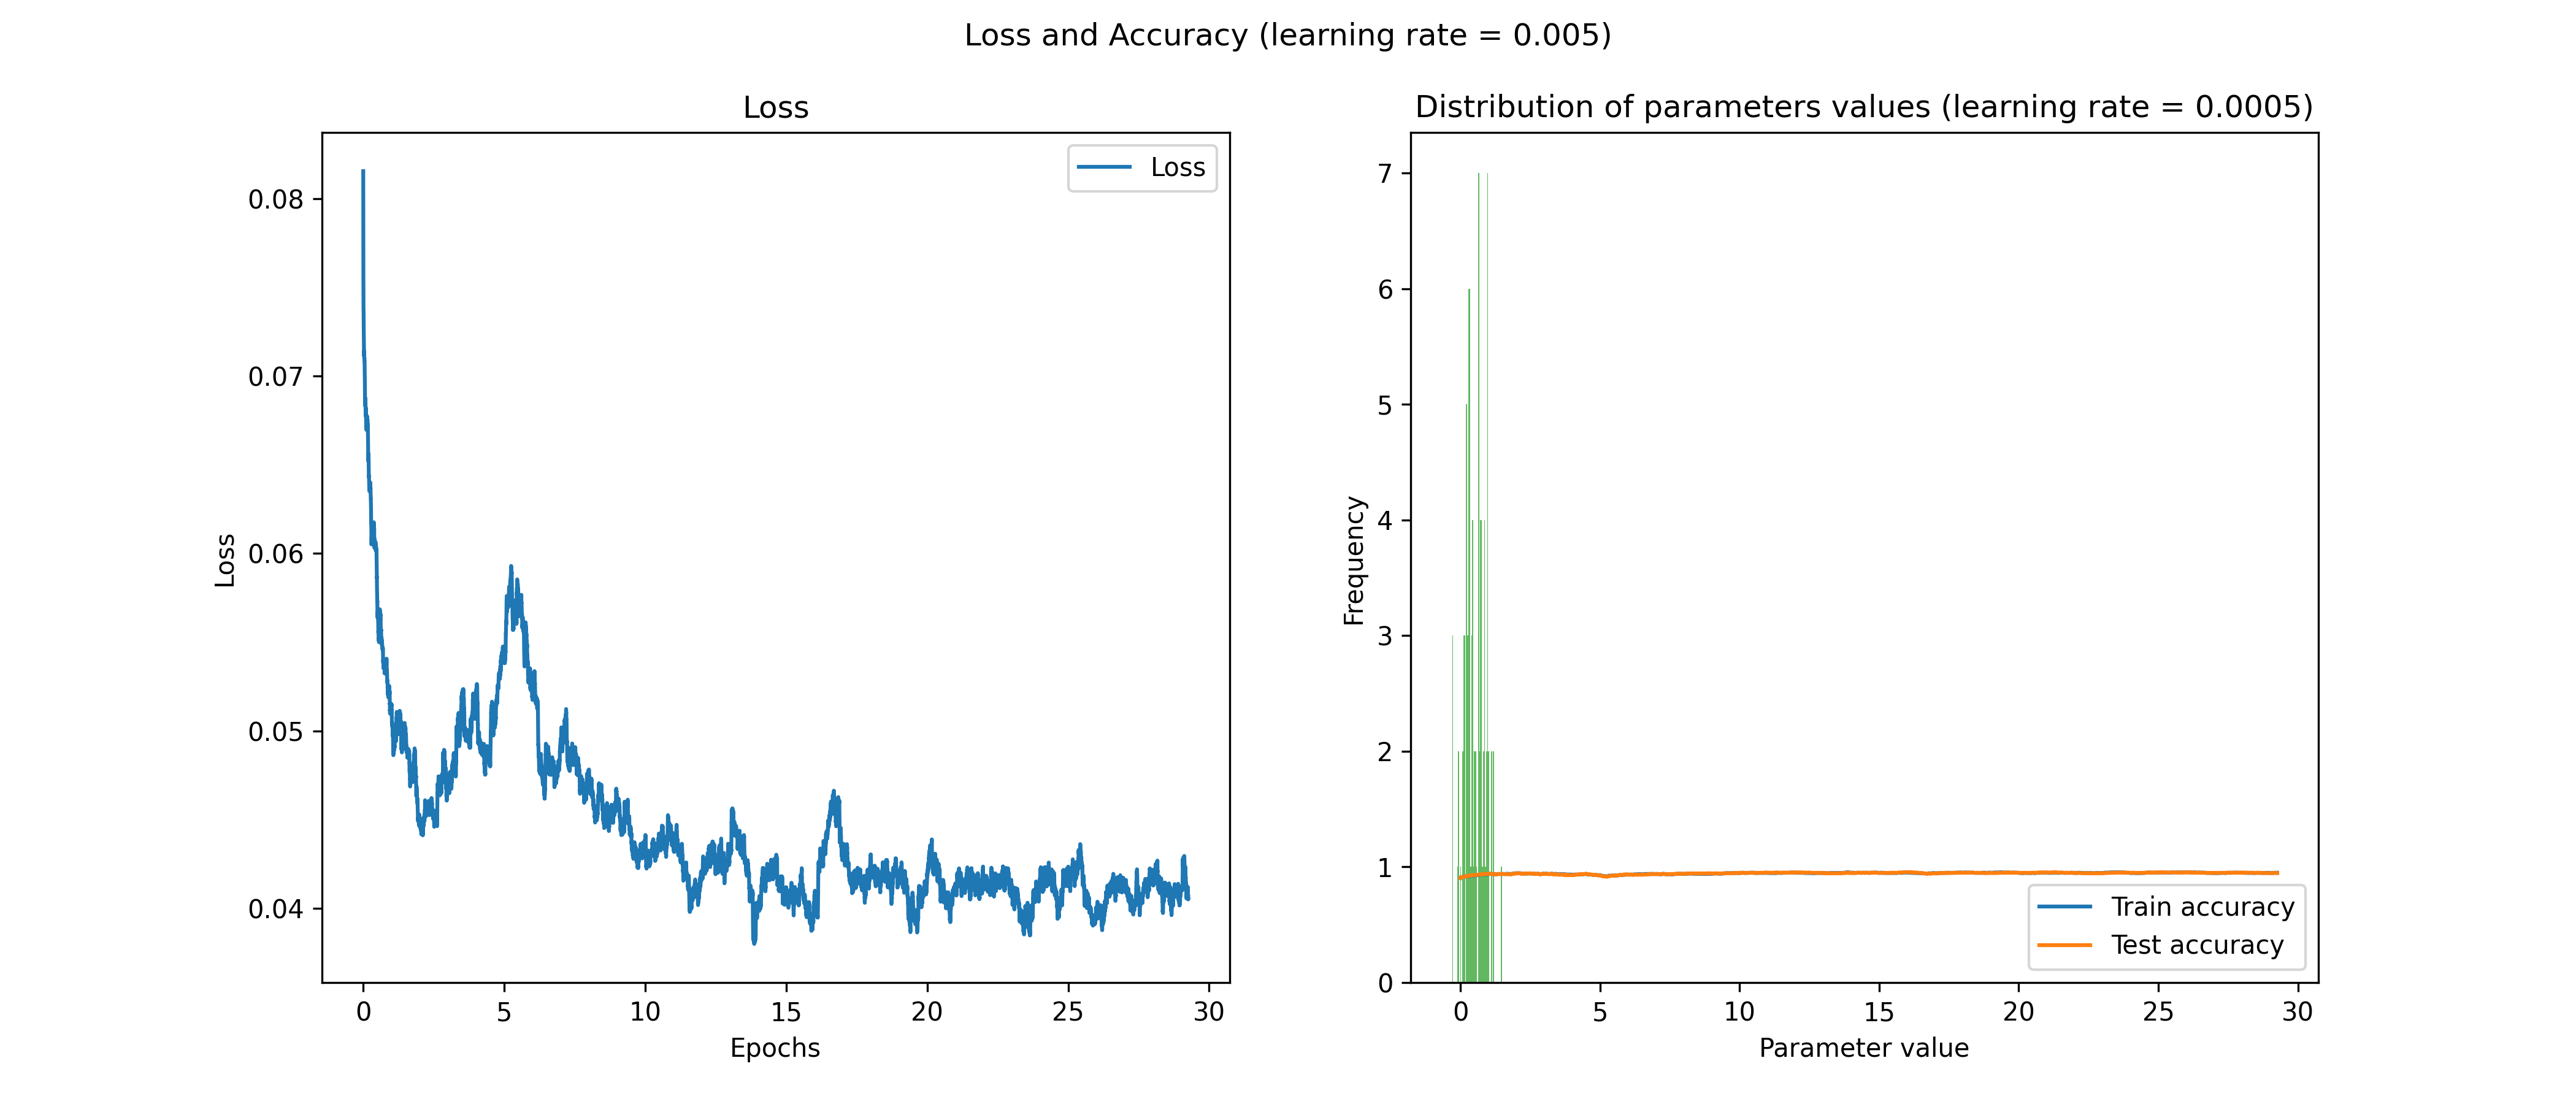 Loss and Accuracy (learning rate = 0.005)
Loss
Loss
0.08
0.07
0.06
0.05
0.04
Loss
0 5 10 15 20 25 30
Epochs
Distribution of parameters values (learning rate = 0.0005)
7
6
5
4
3
2
1
0
Frequency
Train accuracy
Test accuracy
0 5 10 15 20 25 30
Parameter value